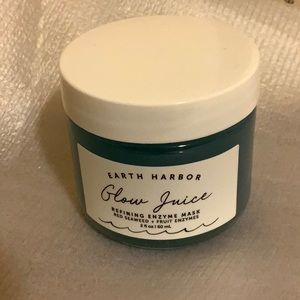 EARTH HARBOR
Glow Juice
REFINING ENZYME MASK
RED SEAWEED + FRUIT ENZYMES
2 fl oz | 60 mL